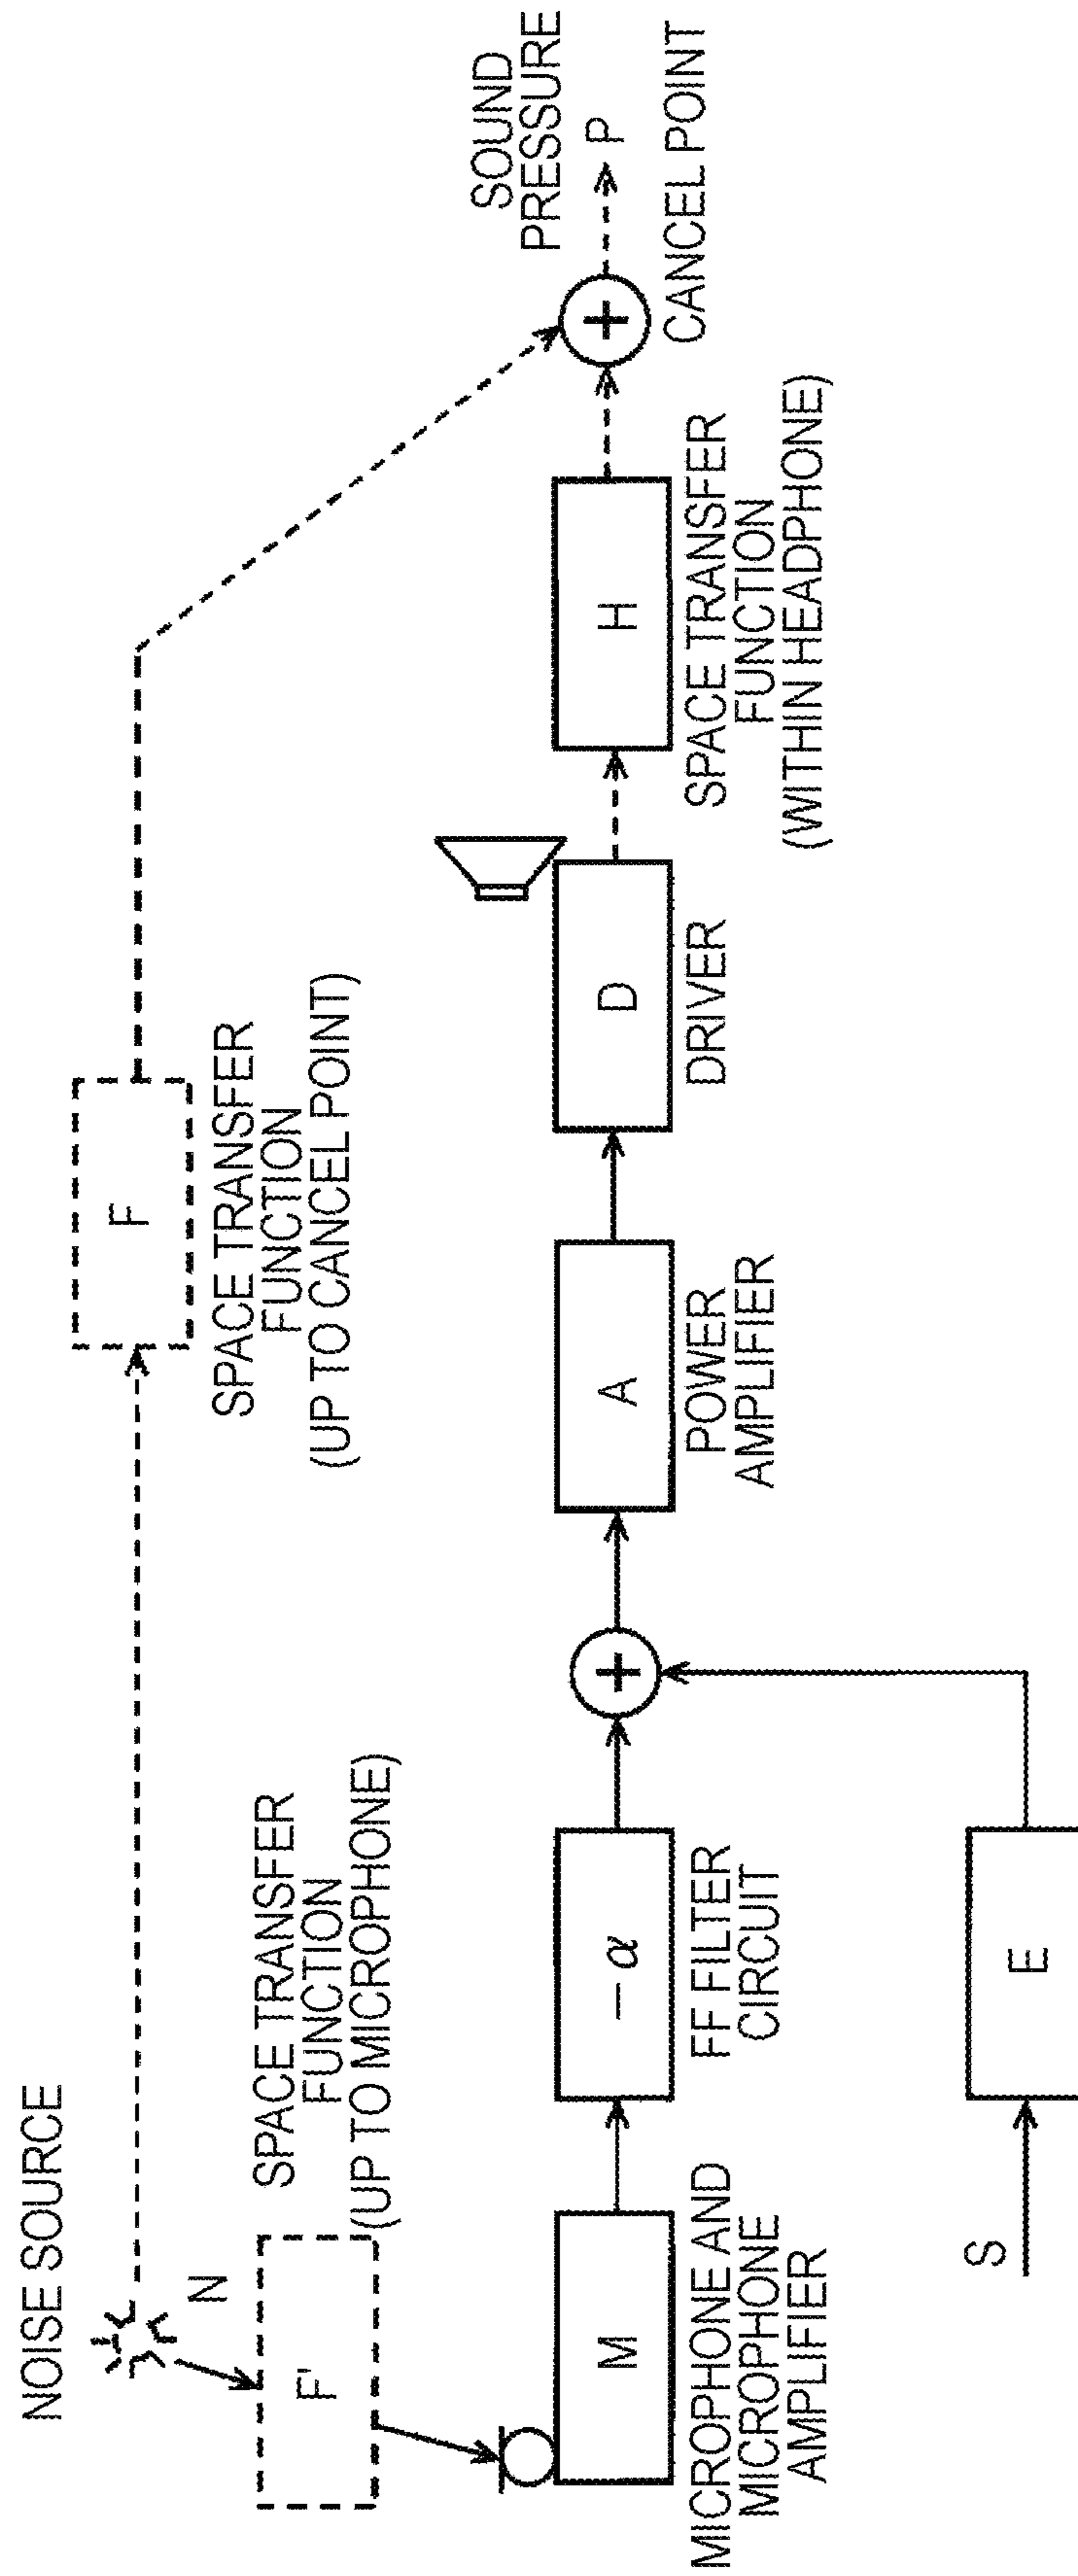 NOISE SOURCE
N
F'
SPACE TRANSFER
FUNCTION
(UP TO MICROPHONE)
F
SPACE TRANSFER
FUNCTION
(UP TO CANCEL POINT)
M
MICROPHONE AND
MICROPHONE
AMPLIFIER
-α
FF FILTER
CIRCUIT
+
A
POWER
AMPLIFIER
D
DRIVER
H
SPACE TRANSFER
FUNCTION
(WITHIN HEADPHONE)
+
SOUND
PRESSURE
P
CANCEL POINT
S
E